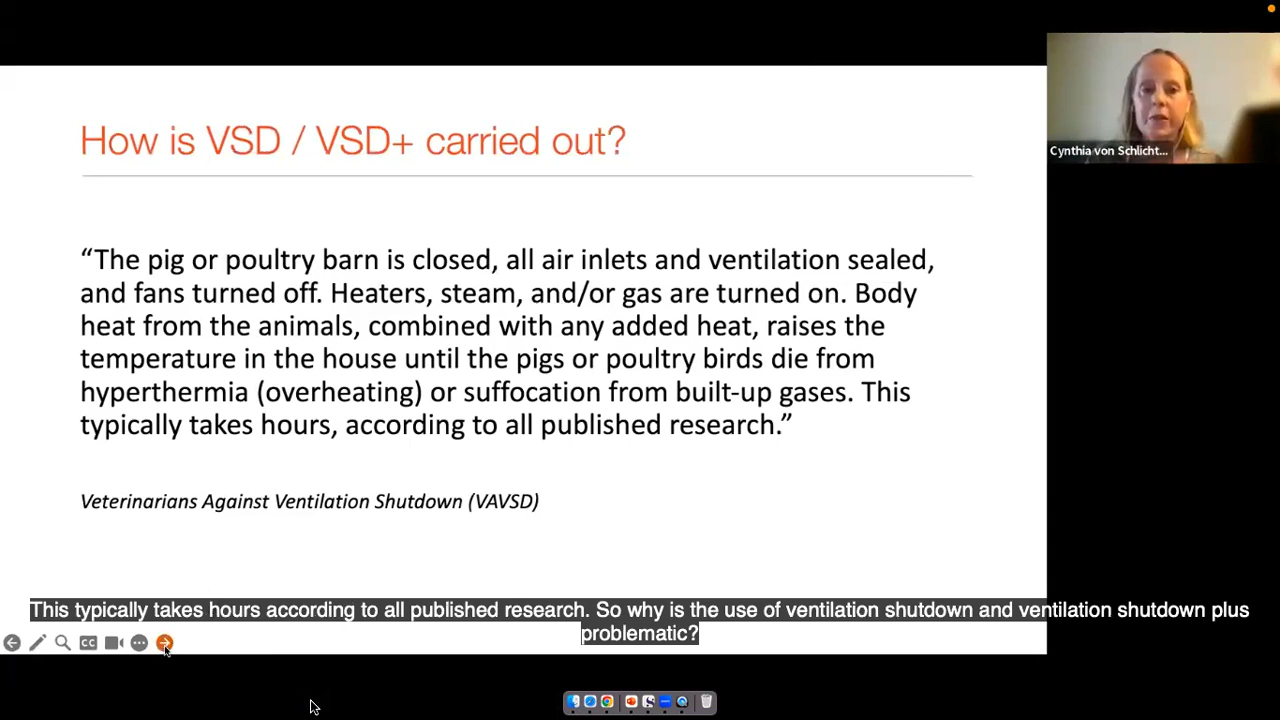 How is VSD / VSD+ carried out?
Cynthia von Schlicht...
“The pig or poultry barn is closed, all air inlets and ventilation sealed,
and fans turned off. Heaters, steam, and/or gas are turned on. Body
heat from the animals, combined with any added heat, raises the
temperature in the house until the pigs or poultry birds die from
hyperthermia (overheating) or suffocation from built-up gases. This
typically takes hours, according to all published research.”
Veterinarians Against Ventilation Shutdown (VAVSD)
This typically takes hours according to all published research. So why is the use of ventilation shutdown and ventilation shutdown plus
problematic?
CC